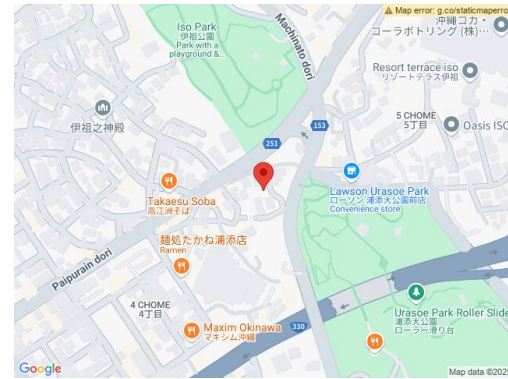 Map error: g.co/staticmaperro
Iso Park
伊祖公園
Park with a
playground &...
Machinato dori
沖縄コカ・
コーラボトリング (株)…
Resort terrace iso
リゾートテラス伊祖
153
251
5 CHOME
5丁目
Oasis ISO
伊祖之神殿
Takaesu Soba
高江洲そば
Lawson Urasoe Park
ローソン 浦添大公園前店
Convenience store
麺処たかね浦添店
Ramen
Paipurain dori
4 CHOME
4丁目
Maxim Okinawa
マキシム沖縄
330
Urasoe Park Roller Slide
浦添大公園
ローラー滑り台
Google
Map data ©2025